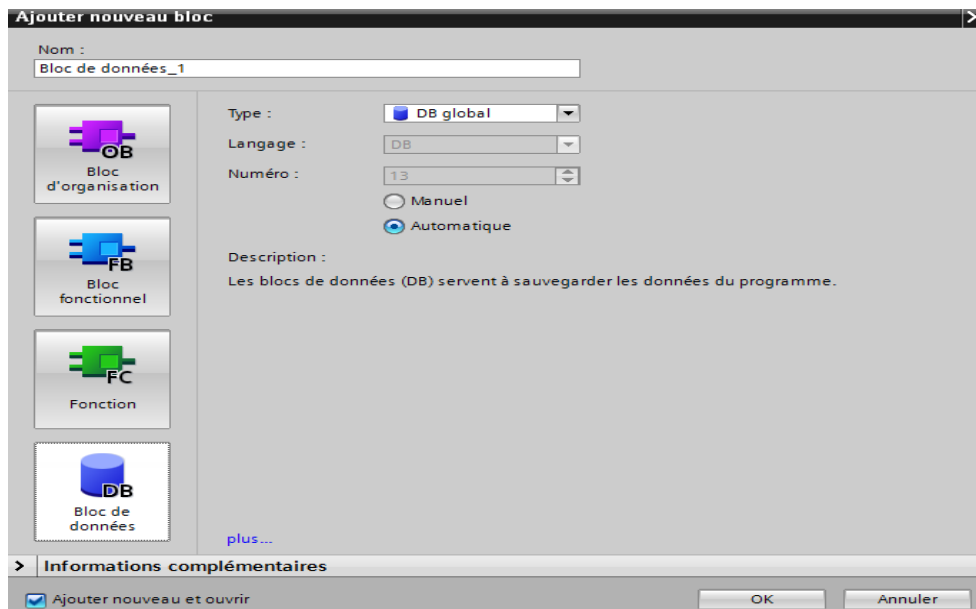 Ajouter nouveau bloc
Nom :
Bloc de données_1
OB
Bloc
d'organisation
FB
Bloc
fonctionnel
FC
Fonction
DB
Bloc de
données
Type :
DB global
Langage :
DB
Numéro :
13
Manuel
Automatique
Description :
Les blocs de données (DB) servent à sauvegarder les données du programme.
plus...
Informations complémentaires
Ajouter nouveau et ouvrir
OK
Annuler